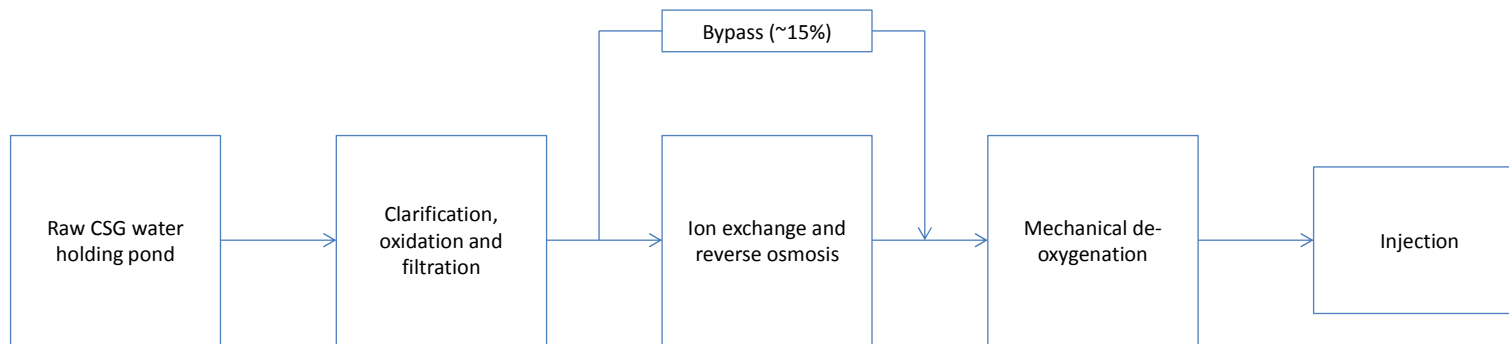 Bypass (~15%)
Raw CSG water
holding pond
Clarification,
oxidation and
filtration
Ion exchange and
reverse osmosis
Mechanical de-
oxygenation
Injection